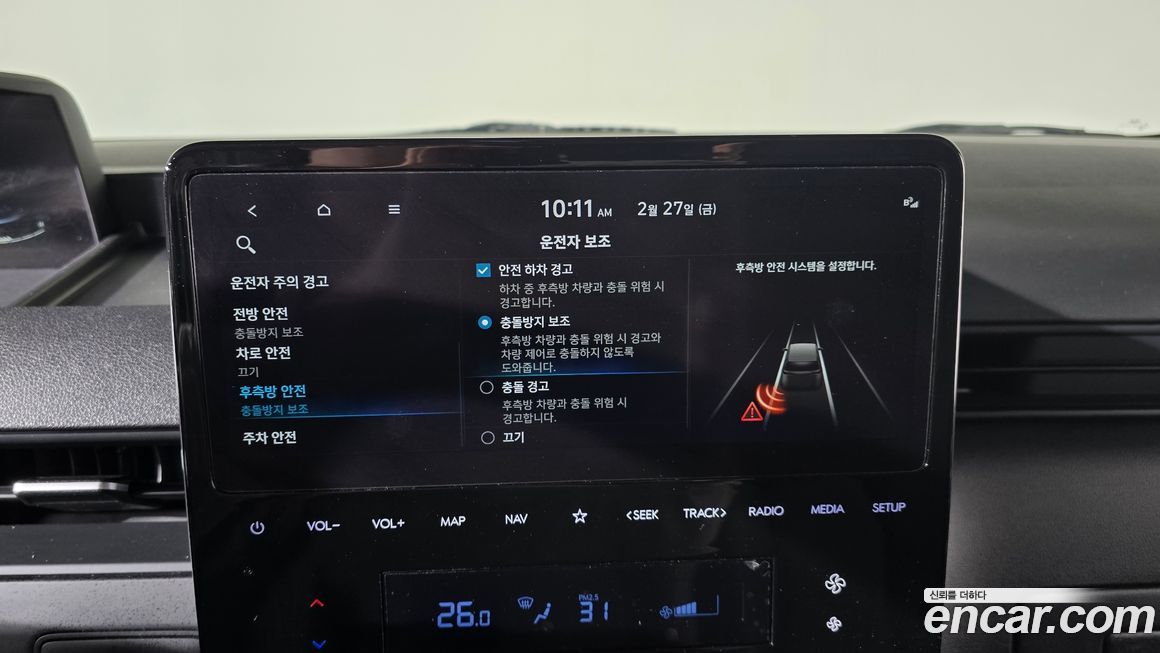 10:11 AM 2월 27일 (금)
운전자 보조
운전자 주의 경고
전방 안전
충돌방지 보조
차로 안전
끄기
후측방 안전
충돌방지 보조
주차 안전
안전 하차 경고
하차 중 후측방 차량과 충돌 위험 시
경고합니다.
충돌방지 보조
후측방 차량과 충돌 위험 시 경고와
차량 제어로 충돌하지 않도록
도와줍니다.
충돌 경고
후측방 차량과 충돌 위험 시
경고합니다.
끄기
후측방 안전 시스템을 설정합니다.
VOL- VOL+ MAP NAV <SEEK TRACK> RADIO MEDIA SETUP
26.0
PM2.5
31
신뢰를 더하다
encar.com